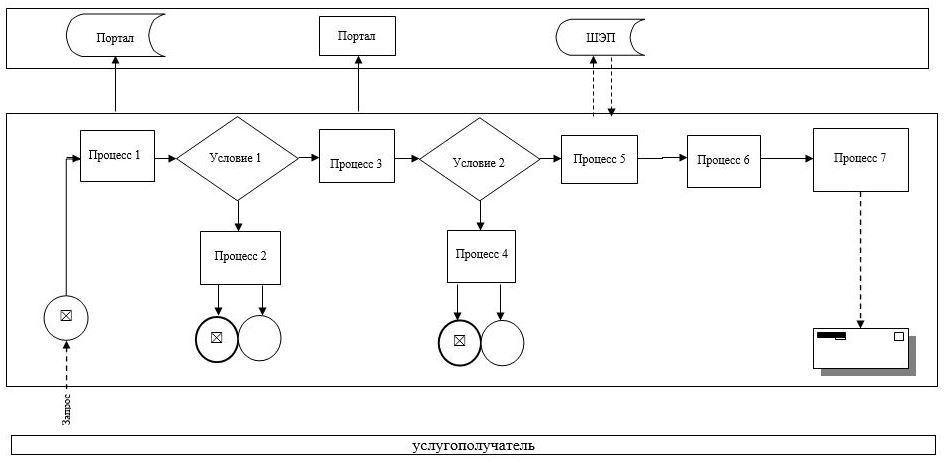 Портал
Портал
ШЭП
Процесс 1
Условие 1
Процесс 3
Условие 2
Процесс 5
Процесс 6
Процесс 7
Процесс 2
Процесс 4
Запрос
услугополучатель